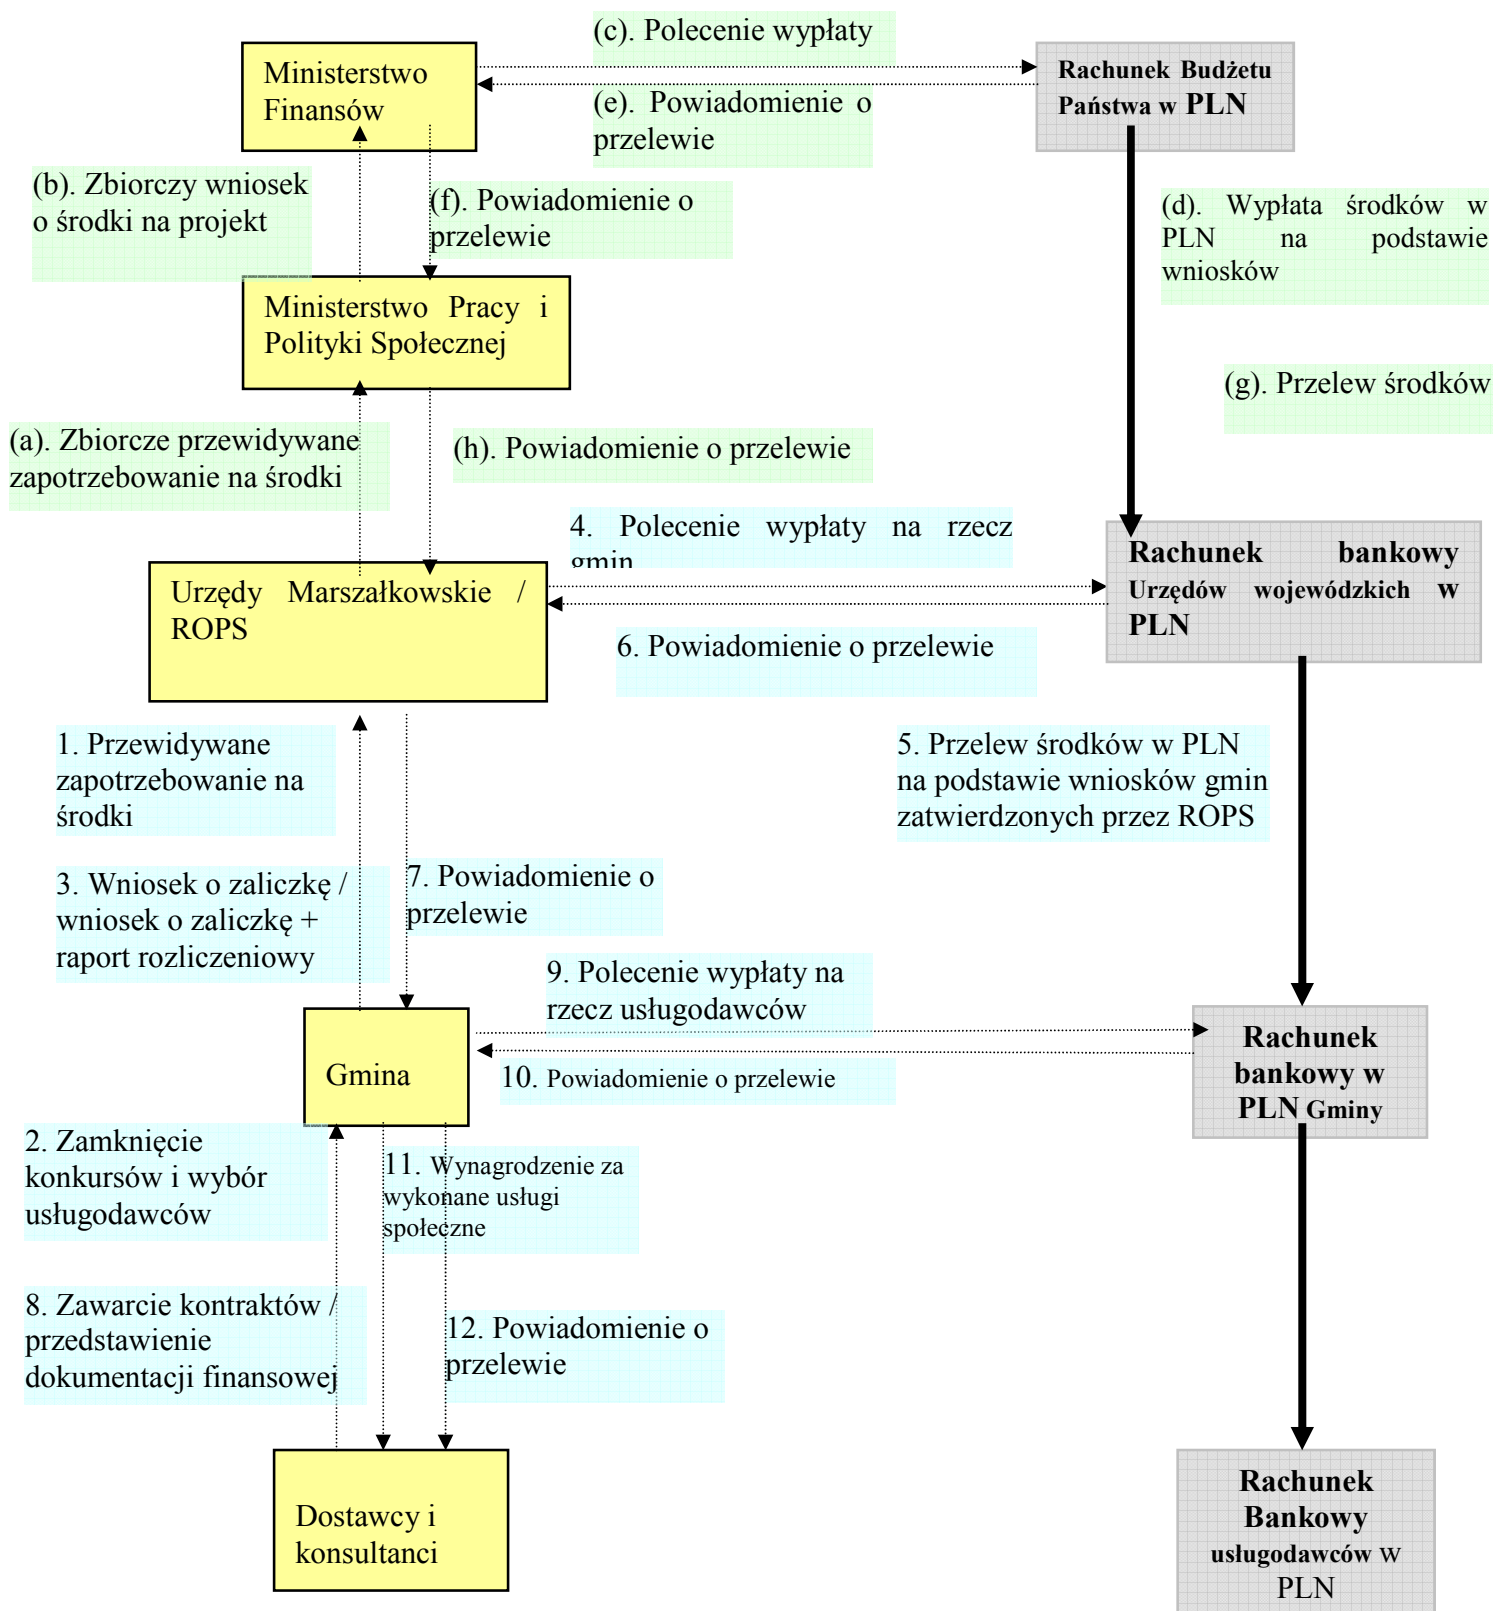 (c). Polecenie wypłaty
Ministerstwo
Finansów
Rachunek Budżetu
Państwa w PLN
(e). Powiadomienie o
przelewie
(b). Zbiorczy wniosek
o środki na projekt
(f). Powiadomienie o
przelewie
(d). Wypłata środków w
PLN na podstawie
wniosków
Ministerstwo Pracy i
Polityki Społecznej
(g). Przelew środków
(a). Zbiorcze przewidywane
zapotrzebowanie na środki
(h). Powiadomienie o przelewie
4. Polecenie wypłaty na rzecz
gmin
Urzędy Marszałkowskie /
ROPS
Rachunek bankowy
Urzędów wojewódzkich w
PLN
6. Powiadomienie o przelewie
1. Przewidywane
zapotrzebowanie na
środki
5. Przelew środków w PLN
na podstawie wniosków gmin
zatwierdzonych przez ROPS
3. Wniosek o zaliczkę /
wniosek o zaliczkę +
raport rozliczeniowy
7. Powiadomienie o
przelewie
9. Polecenie wypłaty na
rzecz usługodawców
Gmina
10. Powiadomienie o przelewie
Rachunek
bankowy w
PLN Gminy
2. Zamknięcie
konkursów i wybór
usługodawców
11. Wynagrodzenie za
wykonane usługi
społeczne
8. Zawarcie kontraktów /
przedstawienie
dokumentacji finansowej
12. Powiadomienie o
przelewie
Dostawcy i
konsultanci
Rachunek
Bankowy
usługodawców w
PLN